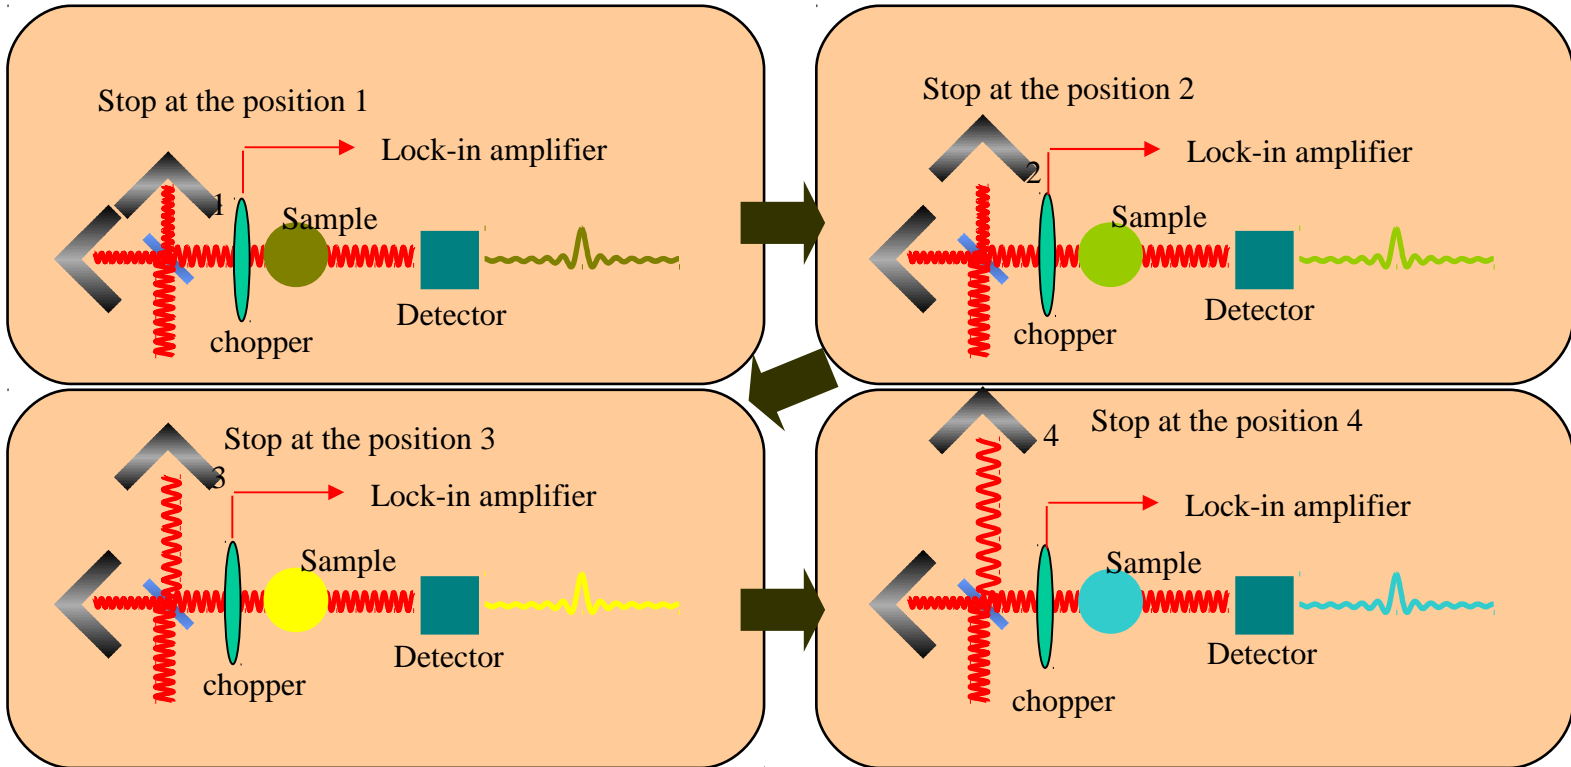 Stop at the position 1
Lock-in amplifier
1
Sample
Detector
chopper
Stop at the position 2
Lock-in amplifier
2
Sample
Detector
chopper
Stop at the position 3
3
Lock-in amplifier
Sample
Detector
chopper
Stop at the position 4
4
Lock-in amplifier
Sample
Detector
chopper